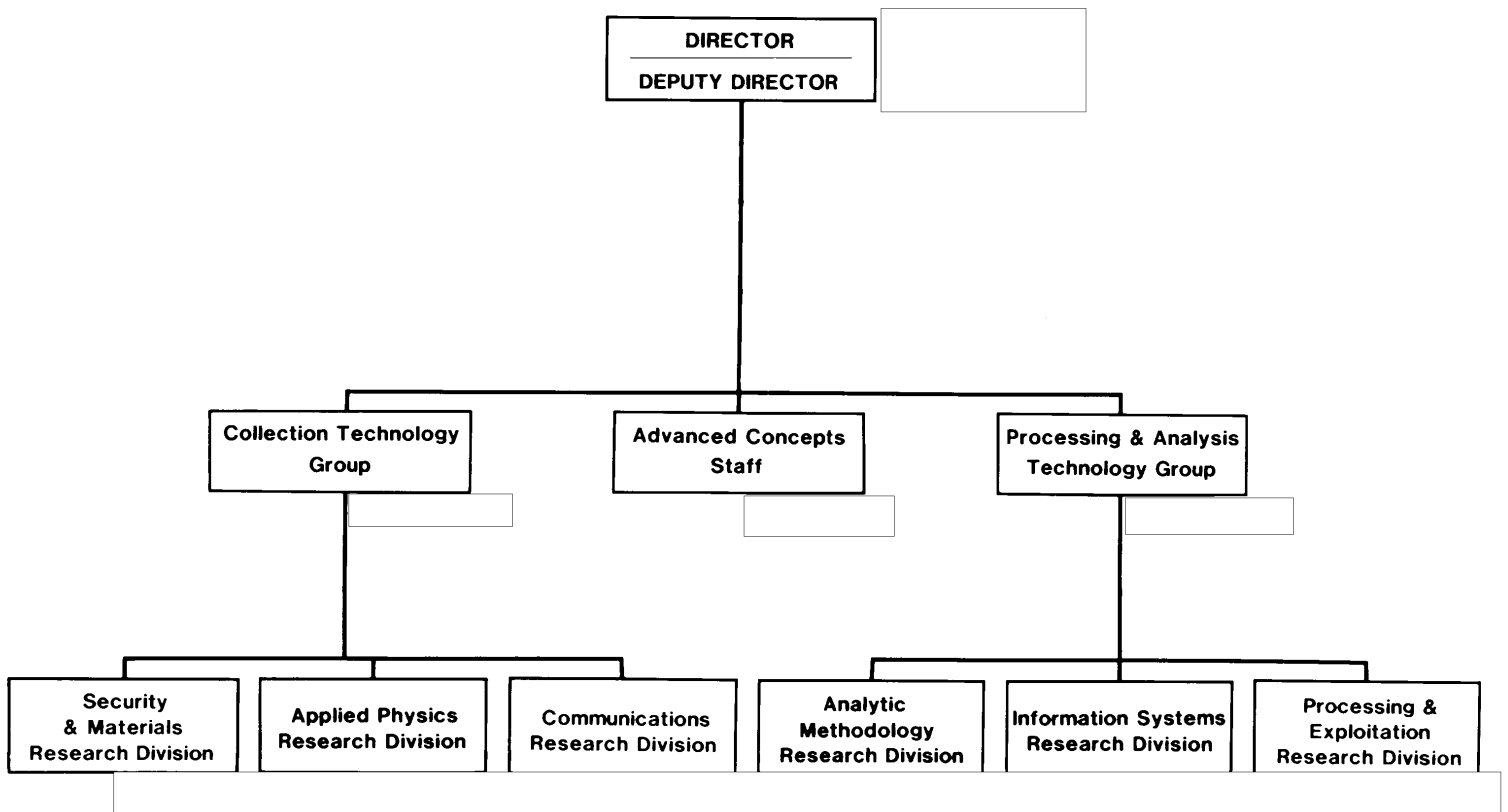 DIRECTOR
DEPUTY DIRECTOR
Collection Technology
Group
Advanced Concepts
Staff
Processing & Analysis
Technology Group
Security
& Materials
Research Division
Applied Physics
Research Division
Communications
Research Division
Analytic
Methodology
Research Division
Information Systems
Research Division
Processing &
Exploitation
Research Division